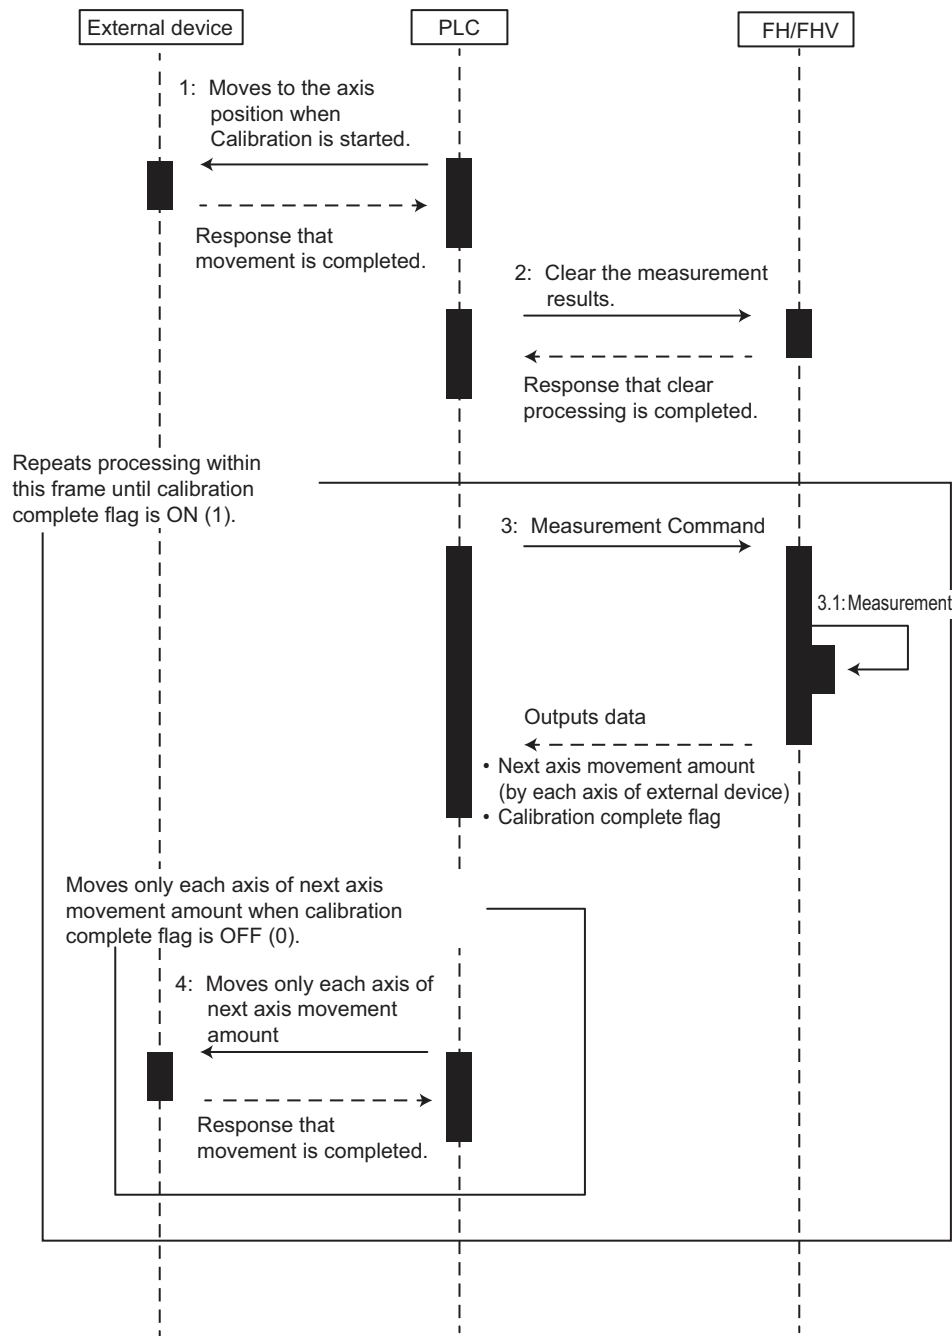 External device
PLC
FH/FHV
1: Moves to the axis
position when
Calibration is started.
Response that
movement is completed.
2: Clear the measurement
results.
Response that clear
processing is completed.
Repeats processing within
this frame until calibration
complete flag is ON (1).
3: Measurement Command
3.1: Measurement
Outputs data
• Next axis movement amount
(by each axis of external device)
• Calibration complete flag
Moves only each axis of next axis
movement amount when calibration
complete flag is OFF (0).
4: Moves only each axis of
next axis movement
amount
Response that
movement is completed.